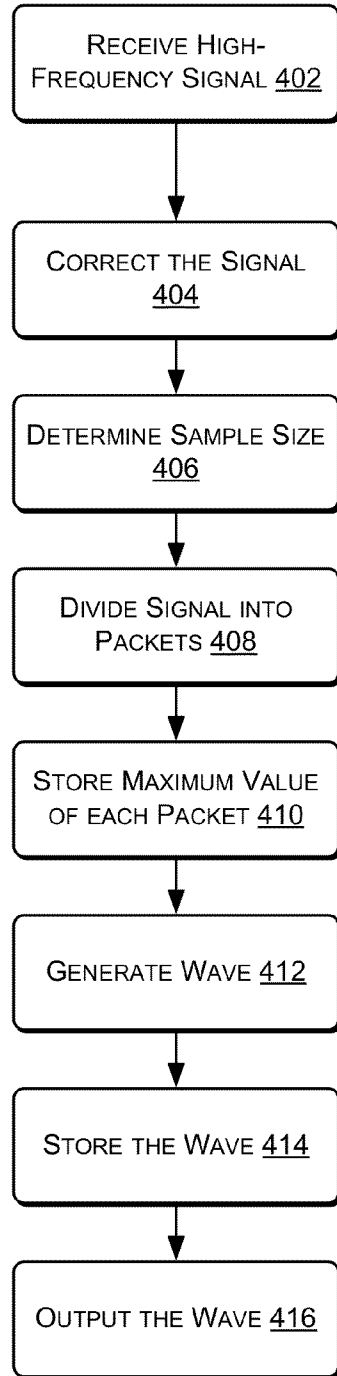 RECEIVE HIGH-
FREQUENCY SIGNAL 402
CORRECT THE SIGNAL
404
DETERMINE SAMPLE SIZE
406
DIVIDE SIGNAL INTO
PACKETS 408
STORE MAXIMUM VALUE
OF EACH PACKET 410
GENERATE WAVE 412
STORE THE WAVE 414
OUTPUT THE WAVE 416